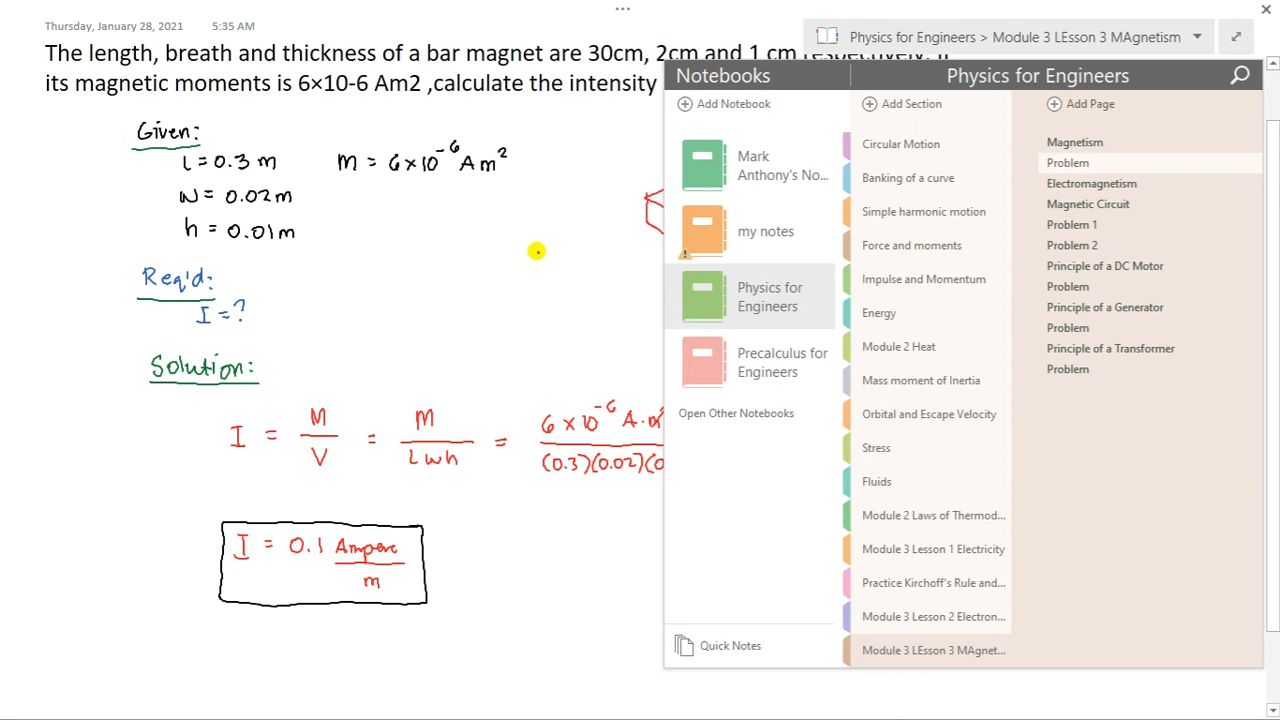 Thursday, January 28, 2021 5:35 AM
The length, breath and thickness of a bar magnet are 30cm, 2cm and 1 cm respectively. If
its magnetic moments is 6×10-6 Am2 ,calculate the intensity
Given:
l = 0.3 m M = 6×10⁻⁶ Am²
w = 0.02m
h = 0.01m
Req'd:
I = ?
Solution:
I = M/V = M/Lwh = 6×10⁻⁶ A·m²/(0.3)(0.02)(0
I = 0.1 Ampere/m
Physics for Engineers > Module 3 LEsson 3 MAgnetism
Notebooks
Add Notebook
Mark
Anthony's No...
my notes
Physics for
Engineers
Precalculus for
Engineers
Open Other Notebooks
Quick Notes
Physics for Engineers
Add Section
Circular Motion
Banking of a curve
Simple harmonic motion
Force and moments
Impulse and Momentum
Energy
Module 2 Heat
Mass moment of Inertia
Orbital and Escape Velocity
Stress
Fluids
Module 2 Laws of Thermod...
Module 3 Lesson 1 Electricity
Practice Kirchoff's Rule and...
Module 3 Lesson 2 Electron...
Module 3 LEsson 3 MAgnet...
Add Page
Magnetism
Problem
Electromagnetism
Magnetic Circuit
Problem 1
Problem 2
Principle of a DC Motor
Problem
Principle of a Generator
Problem
Principle of a Transformer
Problem